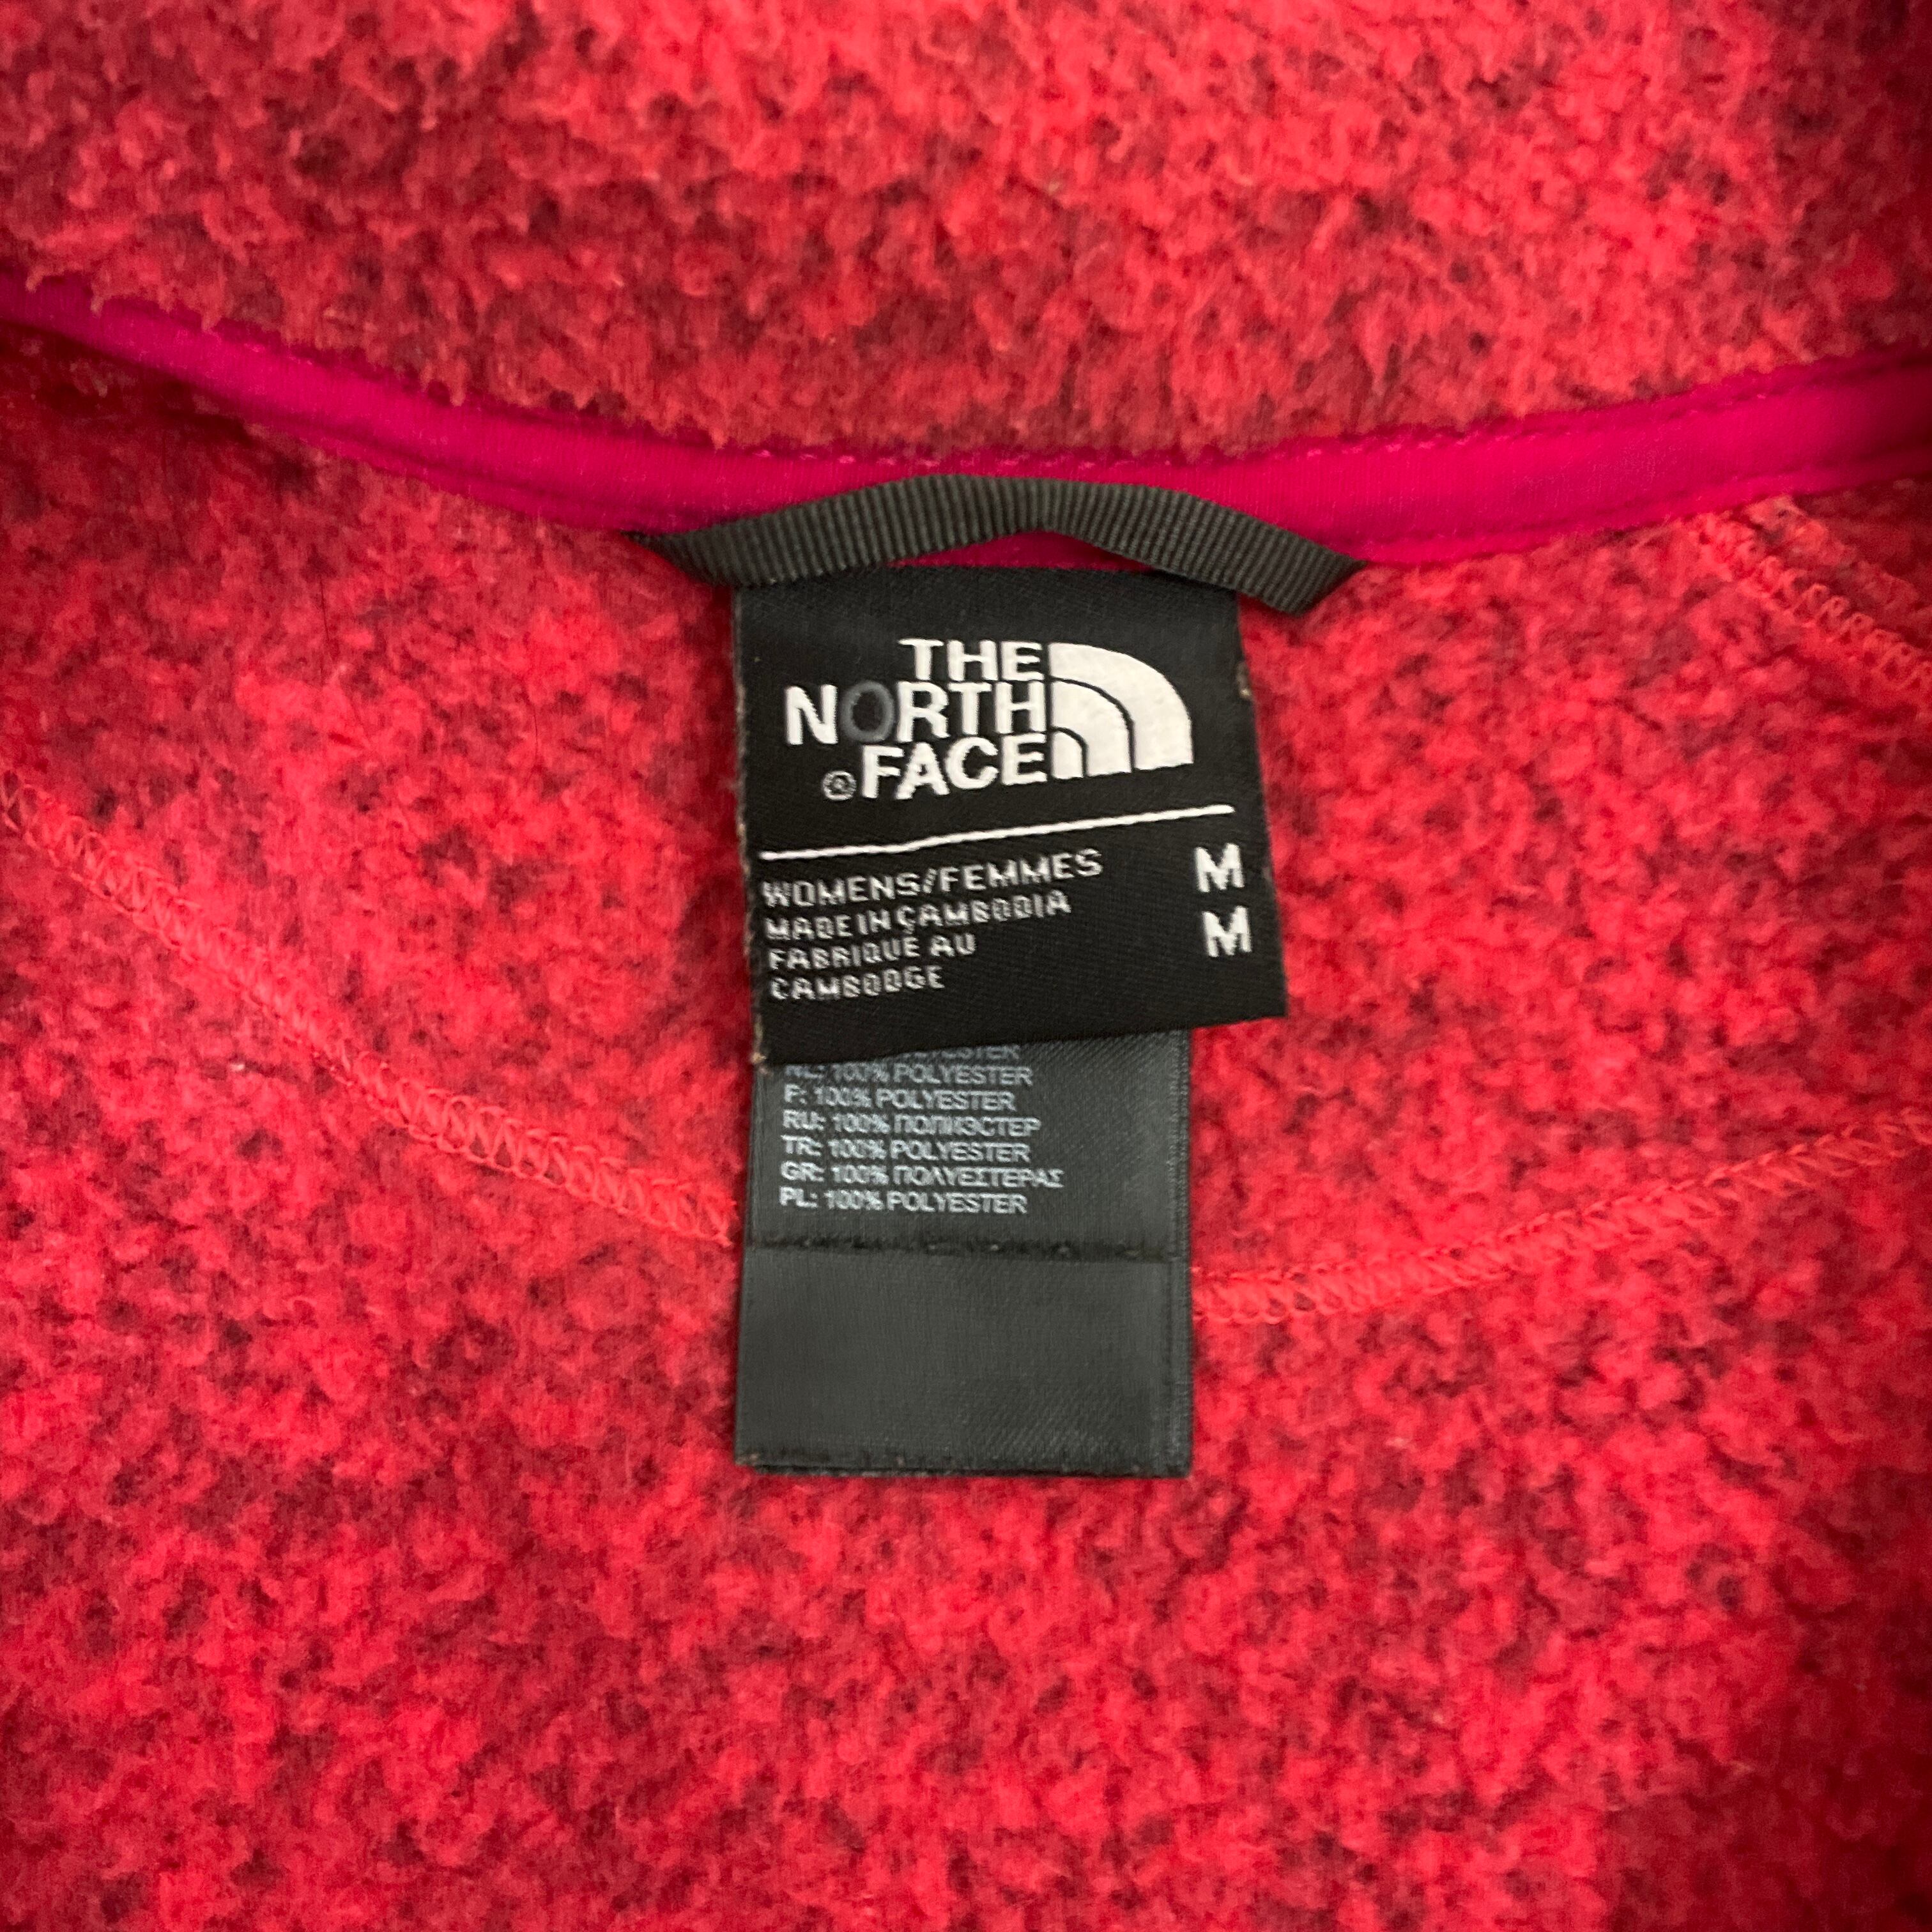 THE
NORTH
®FACE
WOMENS/FEMMES M
MADE IN CAMBODIA M
FABRIQUE AU
CAMBODGE
NL: 100% POLYESTER
P: 100% POLYESTER
RU: 100% ПОЛИЭСТЕР
TR: 100% POLYESTER
GR: 100% ΠΟΛΥΕΣΤΕΡΑΣ
PL: 100% POLYESTER